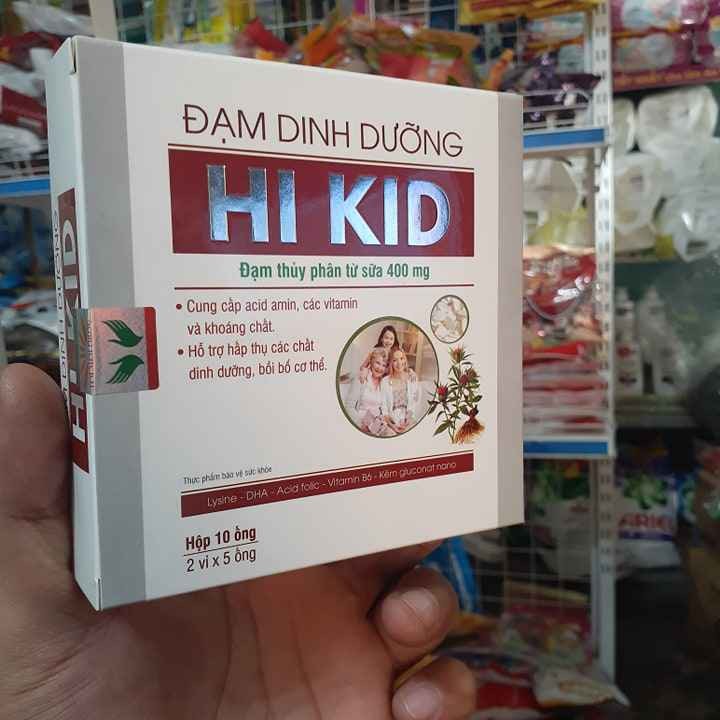 ĐẠM DINH DƯỠNG
HI KID
Đạm thủy phân từ sữa 400 mg
• Cung cấp acid amin, các vitamin
và khoáng chất.
• Hỗ trợ hấp thụ các chất
dinh dưỡng, bồi bổ cơ thể.
Thực phẩm bảo vệ sức khỏe
Lysine - DHA - Acid folic - Vitamin B6 - Kẽm gluconat nano
Hộp 10 ống
2 vỉ x 5 ống
HI KID